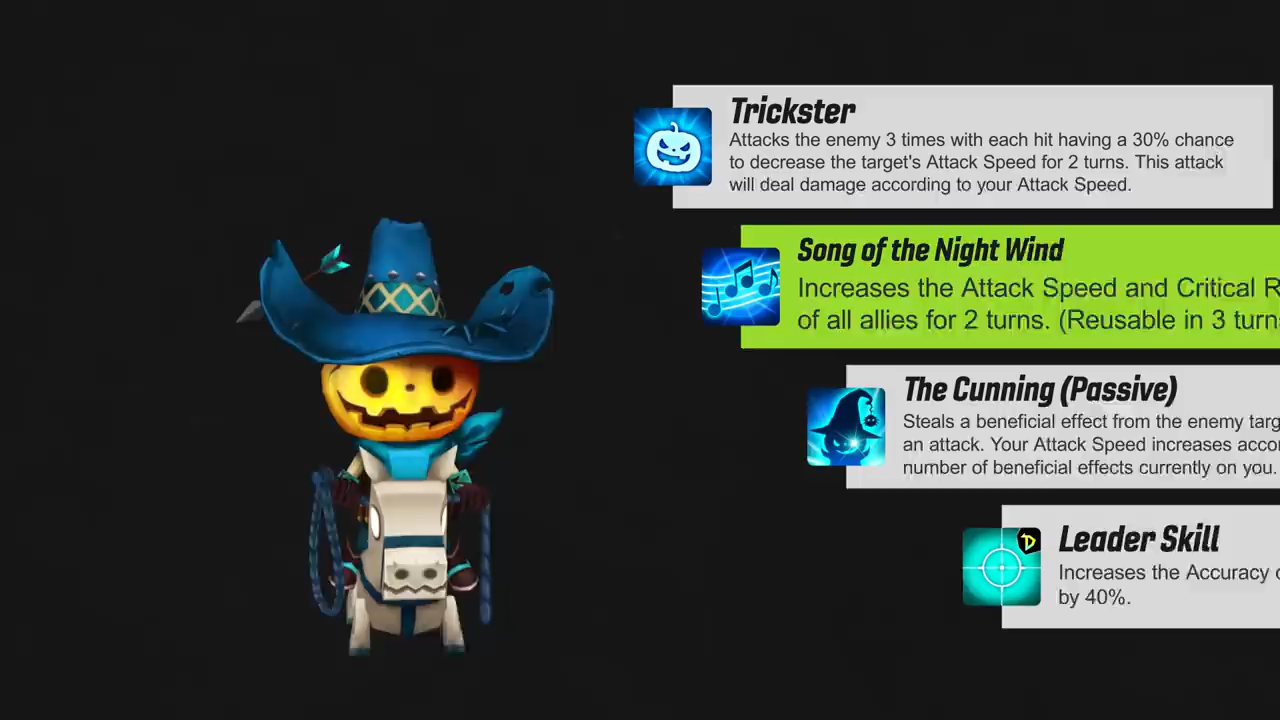 Trickster
Attacks the enemy 3 times with each hit having a 30% chance
to decrease the target's Attack Speed for 2 turns. This attack
will deal damage according to your Attack Speed.
Song of the Night Wind
Increases the Attack Speed and Critical R
of all allies for 2 turns. (Reusable in 3 turn
The Cunning (Passive)
Steals a beneficial effect from the enemy targ
an attack. Your Attack Speed increases acco
number of beneficial effects currently on you.
D
Leader Skill
Increases the Accuracy
by 40%.